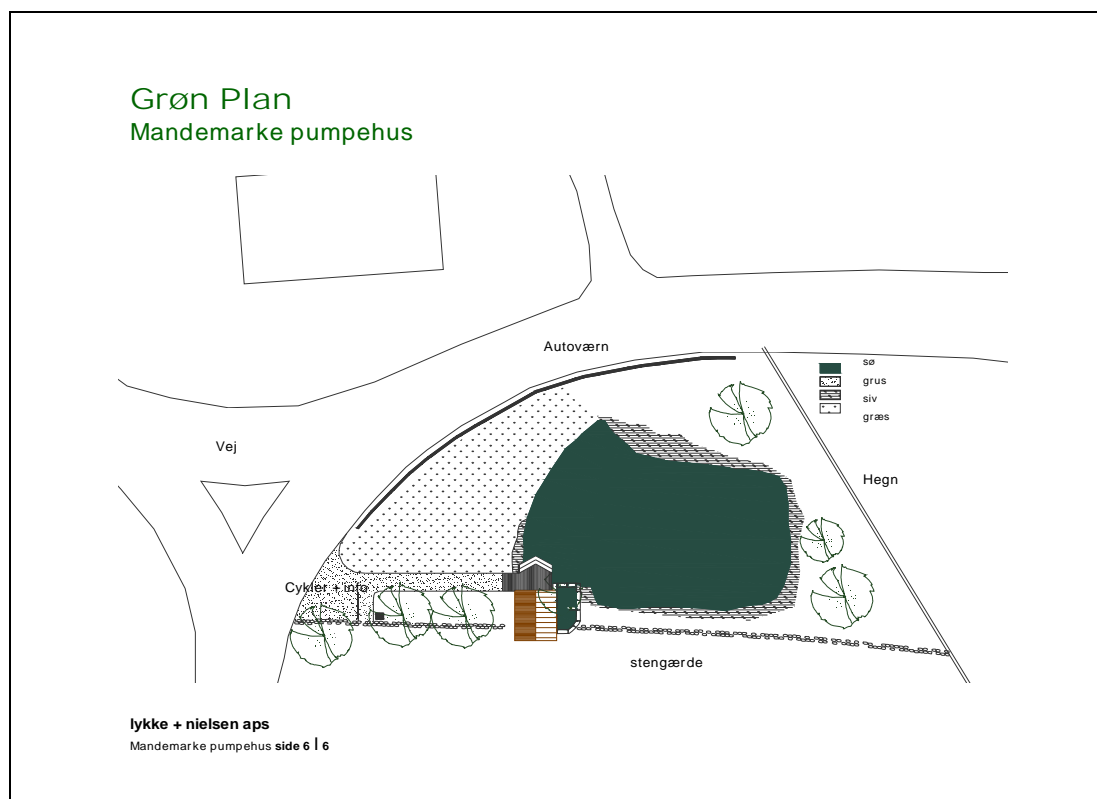 Grøn Plan
Mandemarke pumpehus
Autoværn
sø
grus
siv
græs
Vej
Hegn
Cykler + info
stengærde
lykke + nielsen aps
Mandemarke pumpehus side 6 | 6